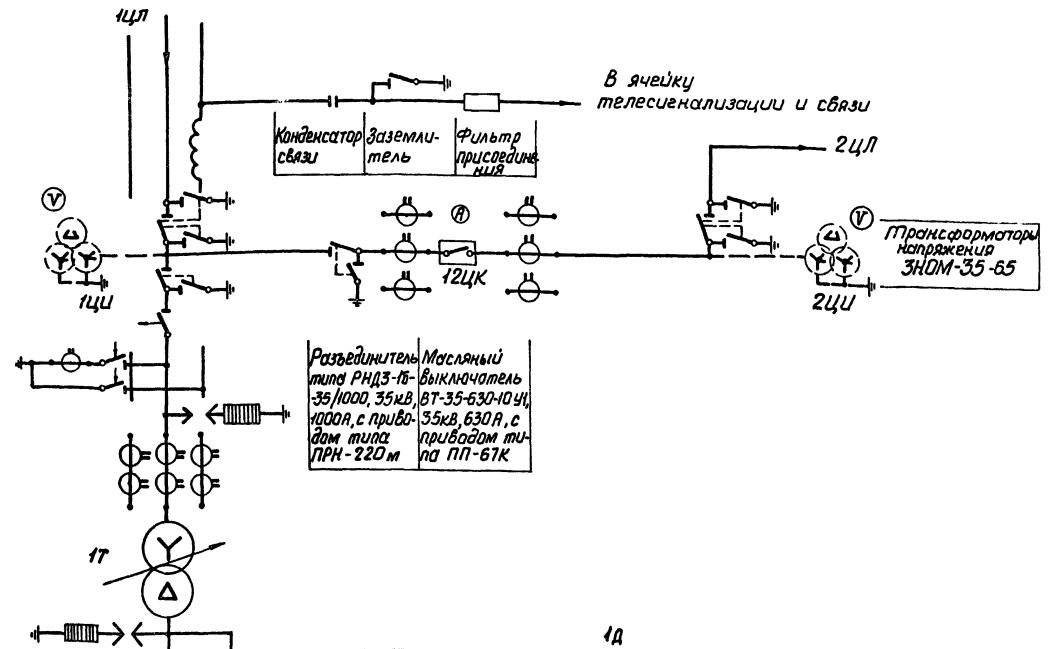 1ЦЛ
В ячейку
телесигнализации и связи
Конденсатор
связи
Заземли-
тель
Фильтр
присоедине-
ния
2ЦЛ
V
A
V
Трансформаторы
напряжения
ЗНОМ-35-65
12ЦК
1ЦИ
2ЦИ
Разъединитель
типа РНДЗ-1б-
-35/1000, 35кВ,
1000А, с приво-
дом типа
ПРН-220м
Масляный
выключатель
ВТ-35-630-10У1,
35кВ, 630А, с
приводом ти-
па ПП-67К
1Т
1Д